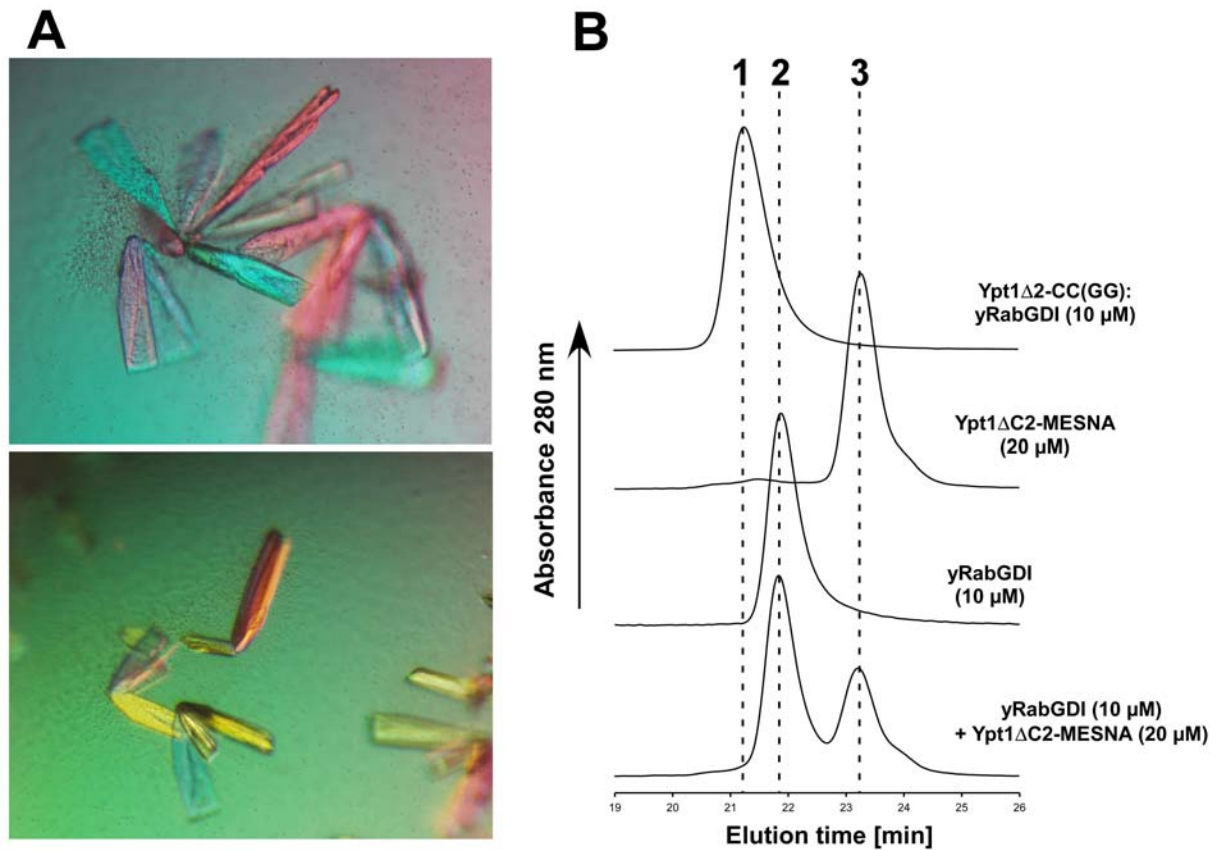 A
B
1 2 3
Ypt1Δ2-CC(GG):
yRabGDI (10 µM)
Ypt1ΔC2-MESNA
(20 µM)
yRabGDI
(10 µM)
yRabGDI (10 µM)
+ Ypt1ΔC2-MESNA (20 µM)
Absorbance 280 nm
19 20 21 22 23 24 25 26
Elution time [min]